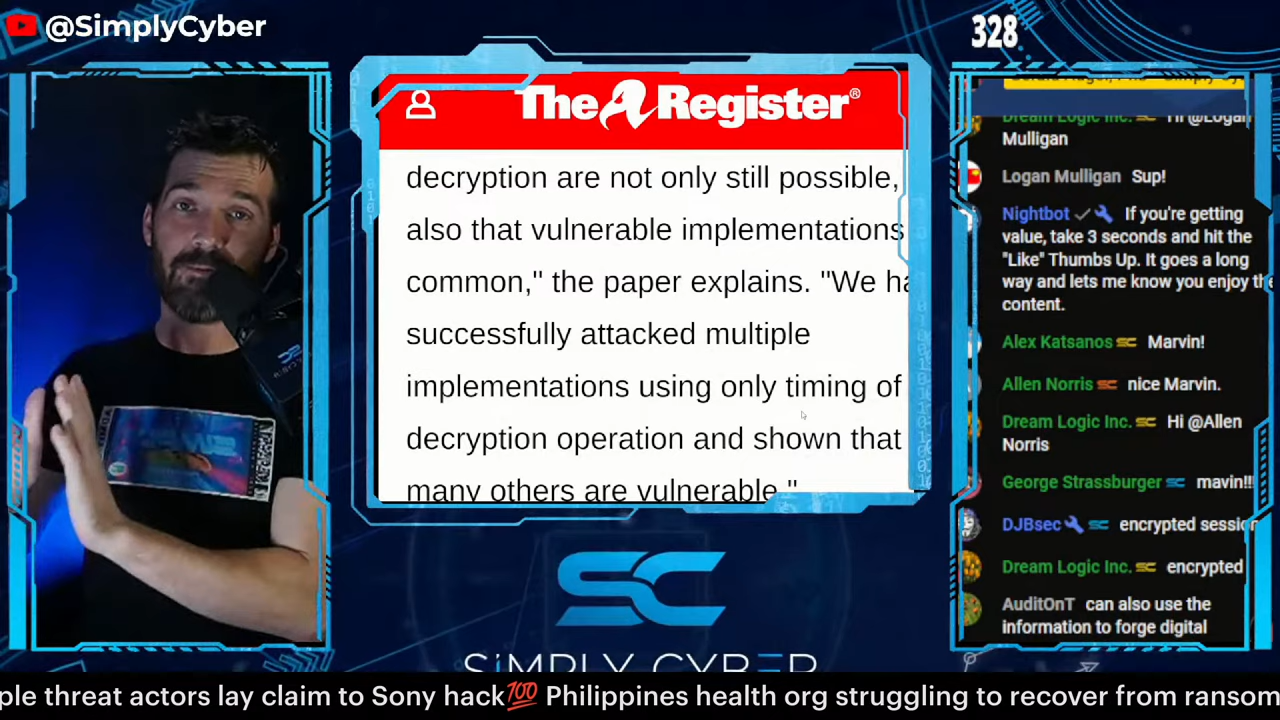 @SimplyCyber
328
The Register®
decryption are not only still possible,
also that vulnerable implementations
common," the paper explains. "We ha
successfully attacked multiple
implementations using only timing of
decryption operation and shown that
many others are vulnerable."
SC
SIMPLY CYBER
Dream Logic Inc. Hi @Logan
Mulligan
Logan Mulligan Sup!
Nightbot If you're getting
value, take 3 seconds and hit the
"Like" Thumbs Up. It goes a long
way and lets me know you enjoy the
content.
Alex Katsanos Marvin!
Allen Norris nice Marvin.
Dream Logic Inc. Hi @Allen
Norris
George Strassburger mavin!!!
DJBsec encrypted session
Dream Logic Inc. encrypted
AuditOnT can also use the
information to forge digital
ple threat actors lay claim to Sony hack💯 Philippines health org struggling to recover from ransom